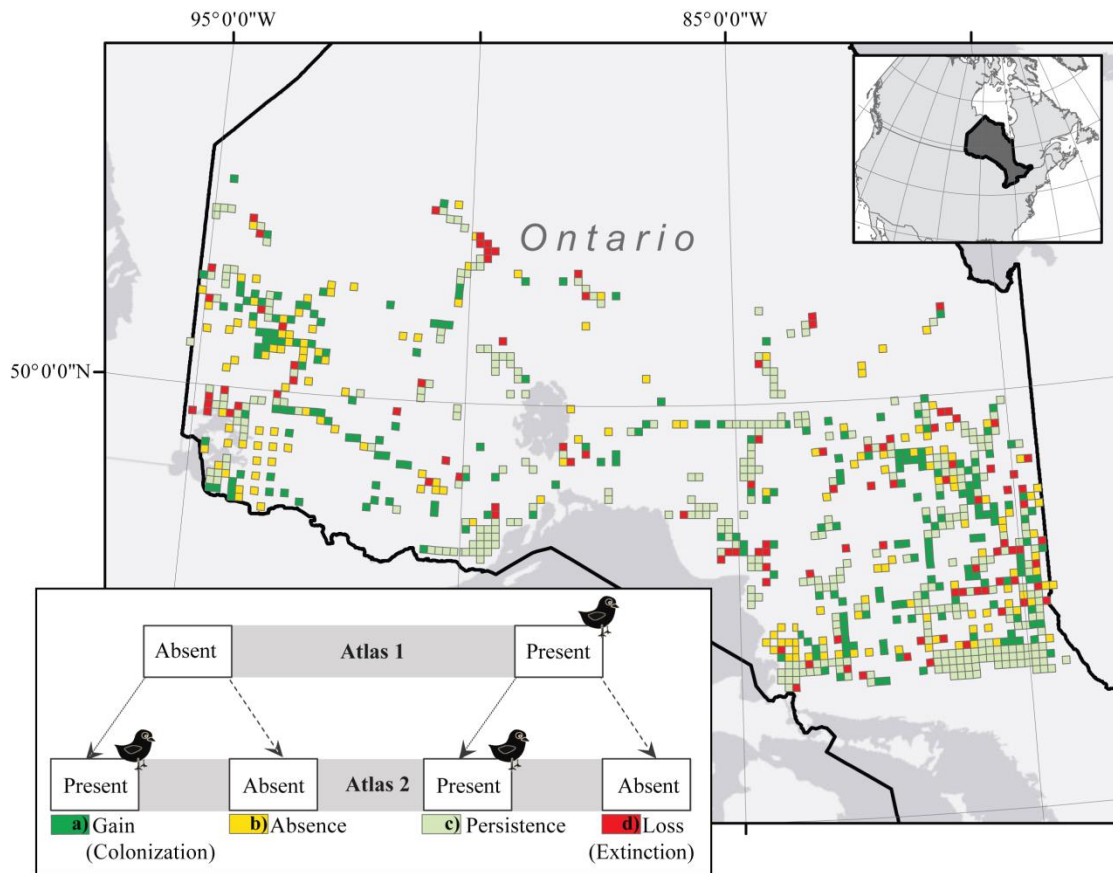 95°0'0"W 85°0'0"W
Ontario
50°0'0"N
Absent Atlas 1 Present
Present Absent Atlas 2 Present Absent
a) Gain b) Absence c) Persistence d) Loss
(Colonization) (Extinction)